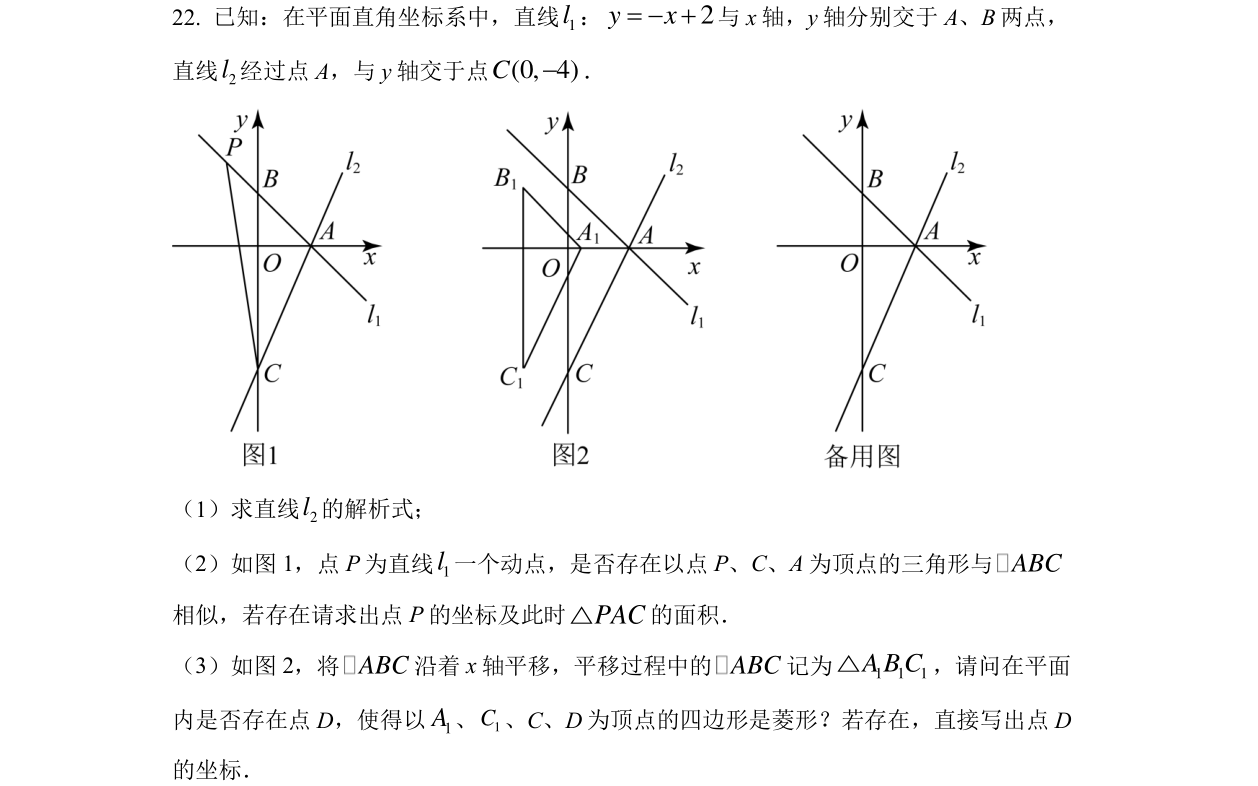 22. 已知：在平面直角坐标系中，直线l₁：y=−x+2与x轴，y轴分别交于A、B两点，
直线l₂经过点A，与y轴交于点C(0,−4)．
y
P
B
l₂
A
O
x
l₁
C
图1
y
B₁
B
l₂
A₁
A
O
x
l₁
C₁
C
图2
y
B
l₂
A
O
x
l₁
C
备用图
（1）求直线l₂的解析式；
（2）如图1，点P为直线l₁一个动点，是否存在以点P、C、A为顶点的三角形与□ABC
相似，若存在请求出点P的坐标及此时△PAC的面积．
（3）如图2，将□ABC沿着x轴平移，平移过程中的□ABC记为△A₁B₁C₁，请问在平面
内是否存在点D，使得以A₁、C₁、C、D为顶点的四边形是菱形？若存在，直接写出点D
的坐标．